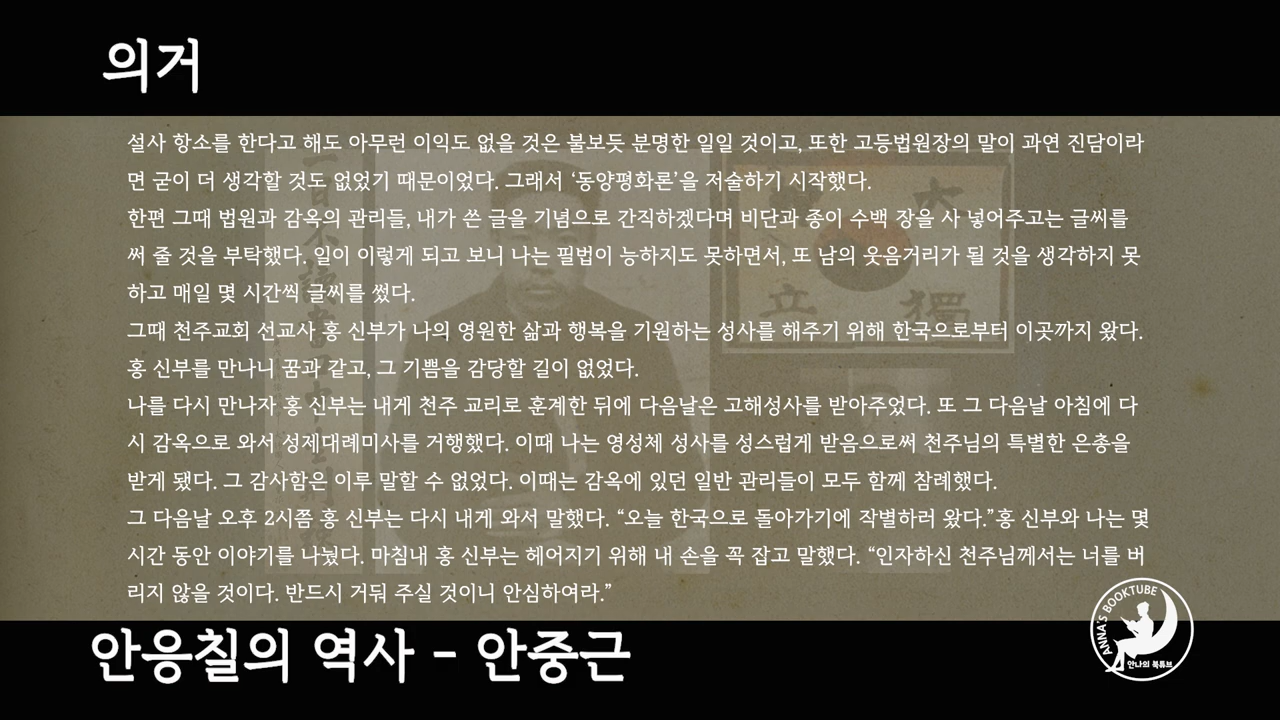 의거
설사 항소를 한다고 해도 아무런 이익도 없을 것은 불보듯 분명한 일일 것이고, 또한 고등법원장의 말이 과연 진담이라
면 굳이 더 생각할 것도 없었기 때문이었다. 그래서 ‘동양평화론’을 저술하기 시작했다.
한편 그때 법원과 감옥의 관리들, 내가 쓴 글을 기념으로 간직하겠다며 비단과 종이 수백 장을 사 넣어주고는 글씨를
써 줄 것을 부탁했다. 일이 이렇게 되고 보니 나는 필법이 능하지도 못하면서, 또 남의 웃음거리가 될 것을 생각하지 못
하고 매일 몇 시간씩 글씨를 썼다.
그때 천주교회 선교사 홍 신부가 나의 영원한 삶과 행복을 기원하는 성사를 해주기 위해 한국으로부터 이곳까지 왔다.
홍 신부를 만나니 꿈과 같고, 그 기쁨을 감당할 길이 없었다.
나를 다시 만나자 홍 신부는 내게 천주 교리로 훈계한 뒤에 다음날은 고해성사를 받아주었다. 또 그 다음날 아침에 다
시 감옥으로 와서 성제대례미사를 거행했다. 이때 나는 영성체 성사를 성스럽게 받음으로써 천주님의 특별한 은총을
받게 됐다. 그 감사함은 이루 말할 수 없었다. 이때는 감옥에 있던 일반 관리들이 모두 함께 참례했다.
그 다음날 오후 2시쯤 홍 신부는 다시 내게 와서 말했다. “오늘 한국으로 돌아가기에 작별하러 왔다.”홍 신부와 나는 몇
시간 동안 이야기를 나눴다. 마침내 홍 신부는 헤어지기 위해 내 손을 꼭 잡고 말했다. “인자하신 천주님께서는 너를 버
리지 않을 것이다. 반드시 거둬 주실 것이니 안심하여라.”
안응칠의 역사 - 안중근
ANNA'S BOOKTUBE
안나의 북튜브
大
立
獨